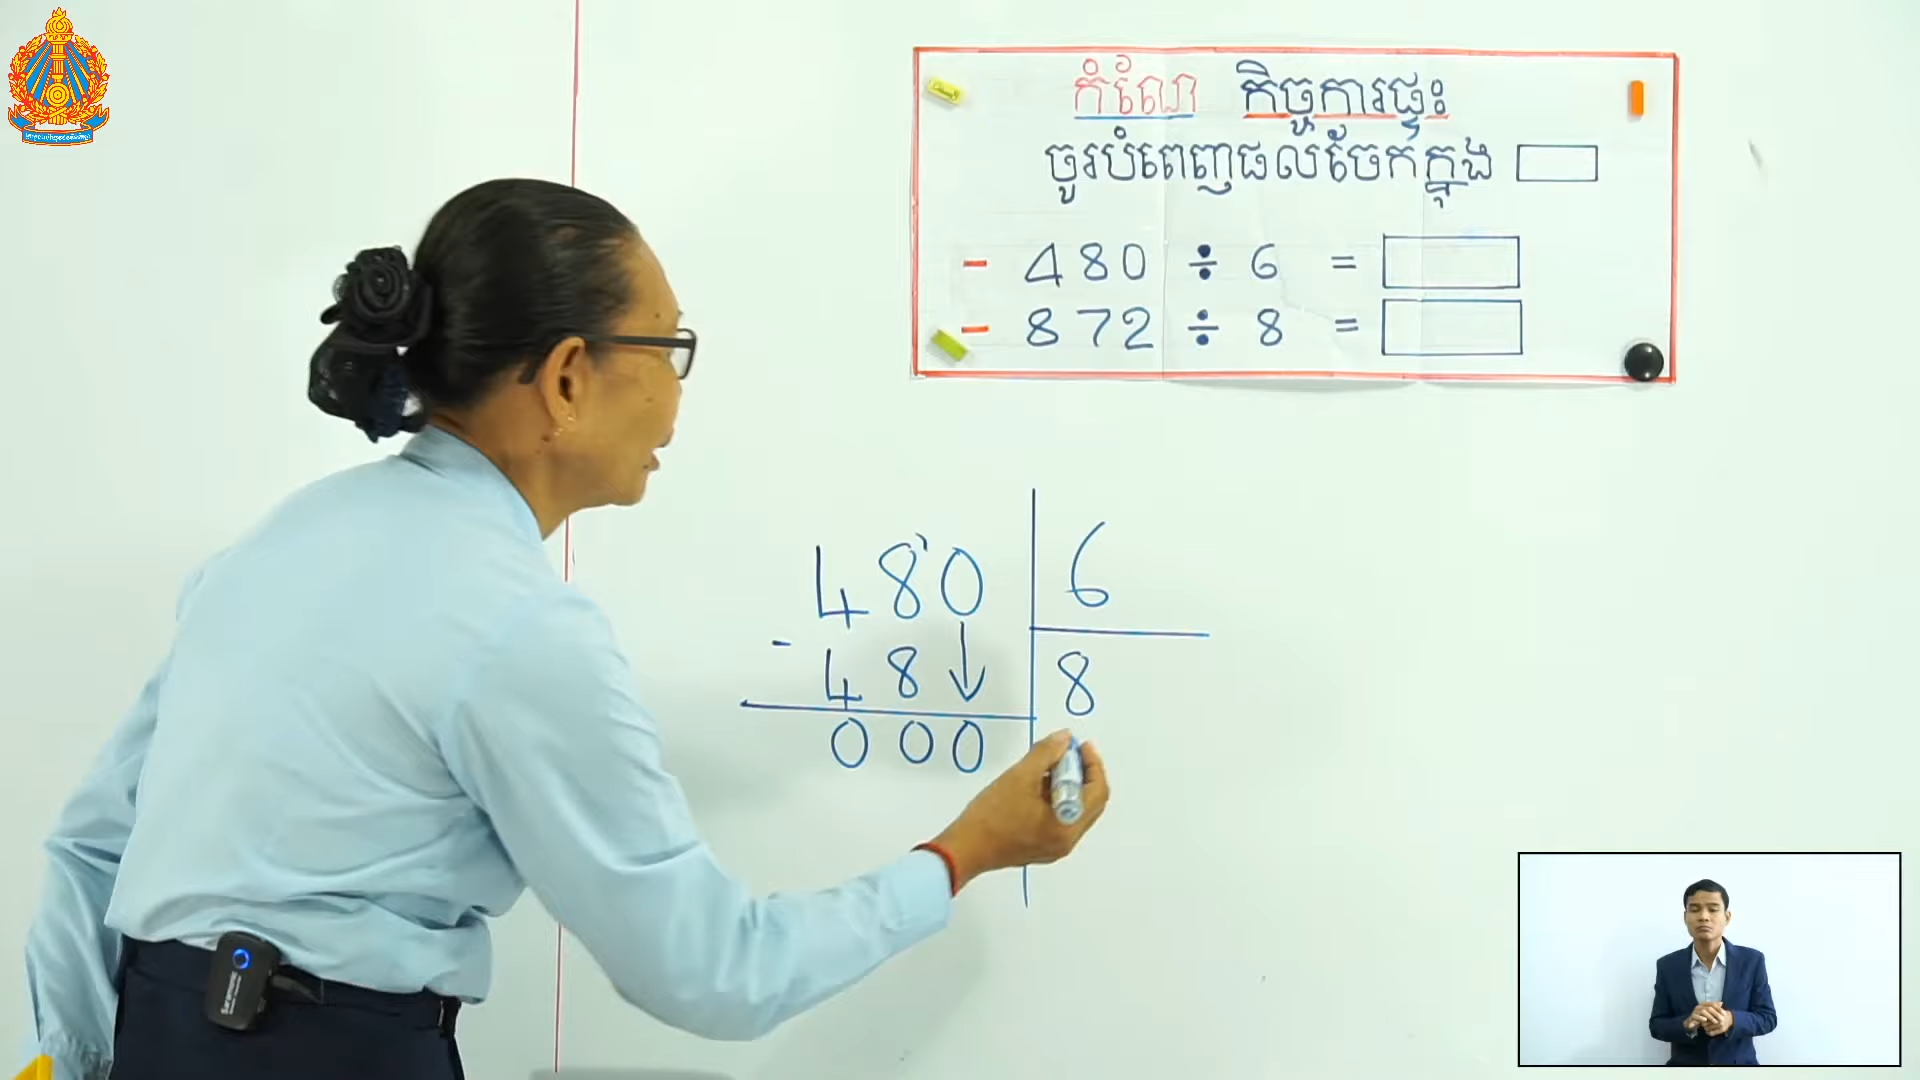 កំណែ កិច្ចការផ្ទះ
ចូរបំពេញផលចែកក្នុង
- 480 ÷ 6 =
- 872 ÷ 8 =
480 6
- 48 8
000
Saramonic